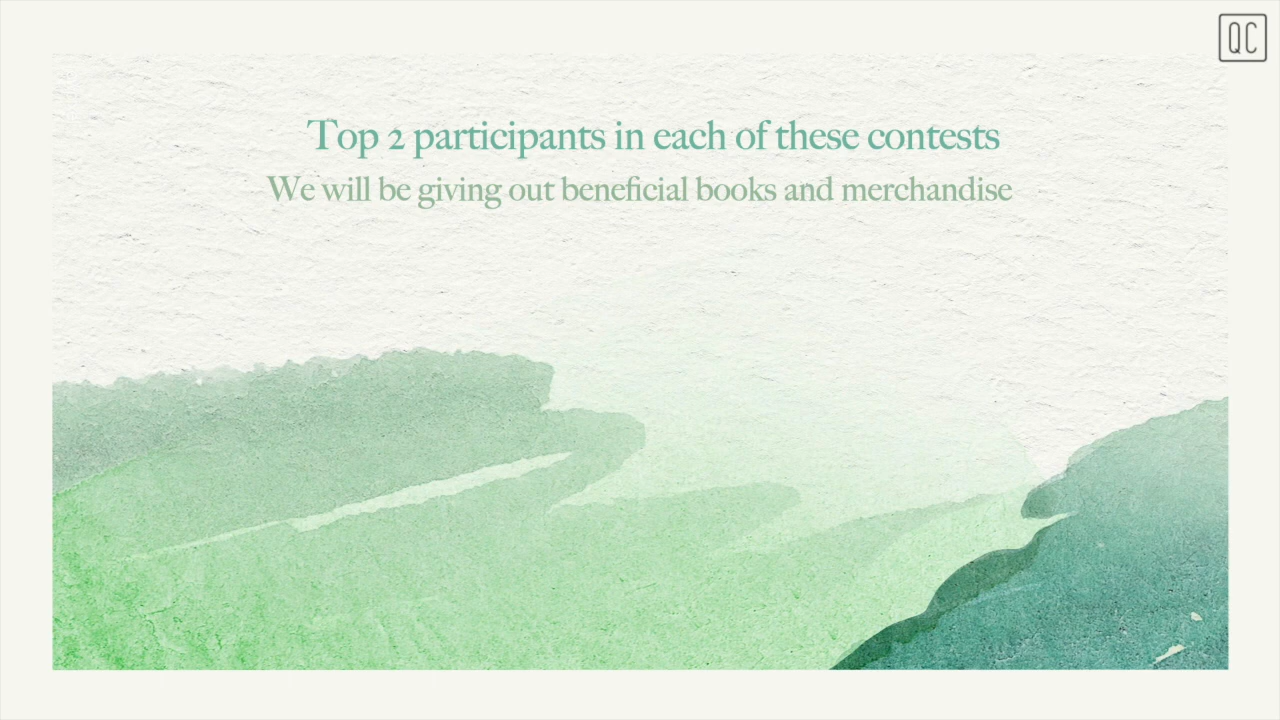 QC
Top 2 participants in each of these contests
We will be giving out beneficial books and merchandise